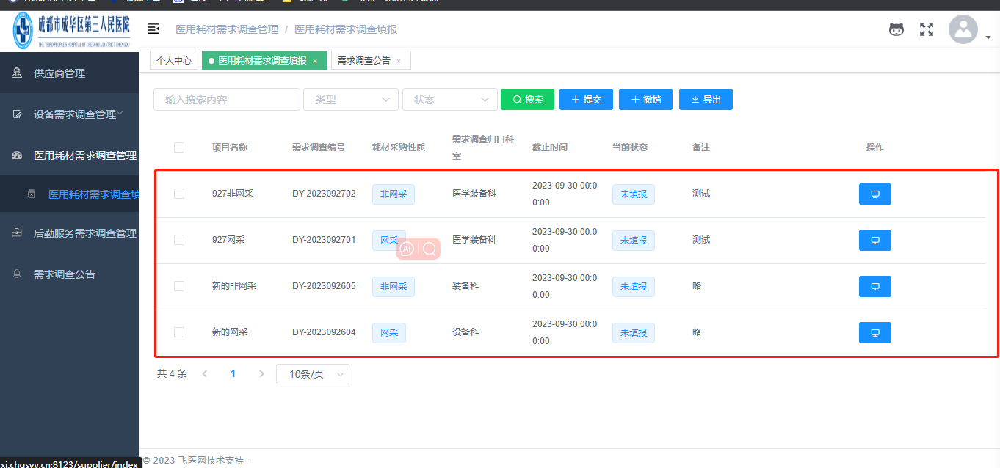 成都市成华区第三人民医院
THE THIRD PEOPLE'S HOSPITAL OF CHENGHUA DISTRICT CHENGDU
医用耗材需求调查管理 / 医用耗材需求调查填报
个人中心 医用耗材需求调查填报 × 需求调查公告 ×
供应商管理
设备需求调查管理
医用耗材需求调查管理
医用耗材需求调查填
后勤服务需求调查管理
需求调查公告
输入搜索内容 类型 状态 搜索 提交 撤销 导出
项目名称 需求调查编号 耗材采购性质 需求调查归口科室 截止时间 当前状态 备注 操作
927非网采 DY-2023092702 非网采 医学装备科 2023-09-30 00:00:00 未填报 测试
927网采 DY-2023092701 网采 医学装备科 2023-09-30 00:00:00 未填报 测试
AI
新的非网采 DY-2023092605 非网采 装备科 2023-09-30 00:00:00 未填报 略
新的网采 DY-2023092604 网采 设备科 2023-09-30 00:00:00 未填报 略
共 4 条 1 10条/页
© 2023 飞医网技术支持 ·
xj.chqsyy.cn:8123/supplier/index